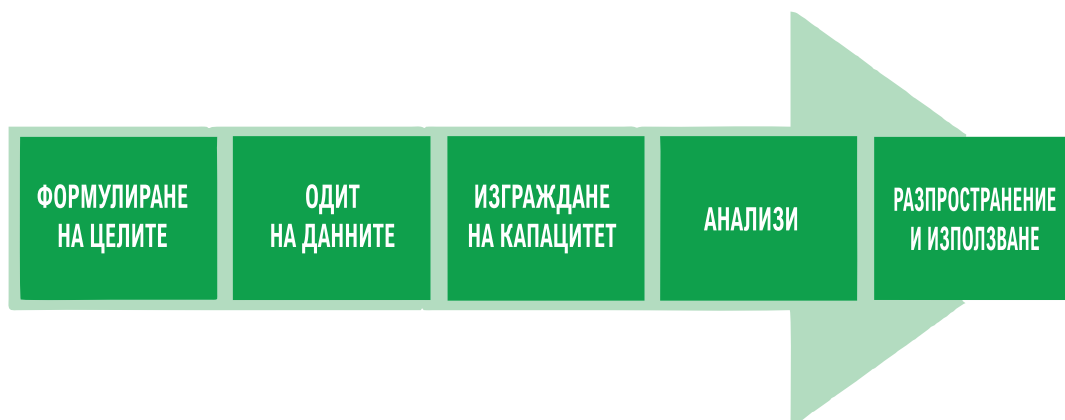 ФОРМУЛИРАНЕ
НА ЦЕЛИТЕ
ОДИТ
НА ДАННИТЕ
ИЗГРАЖДАНЕ
НА КАПАЦИТЕТ
АНАЛИЗИ
РАЗПРОСТРАНЕНИЕ
И ИЗПОЛЗВАНЕ